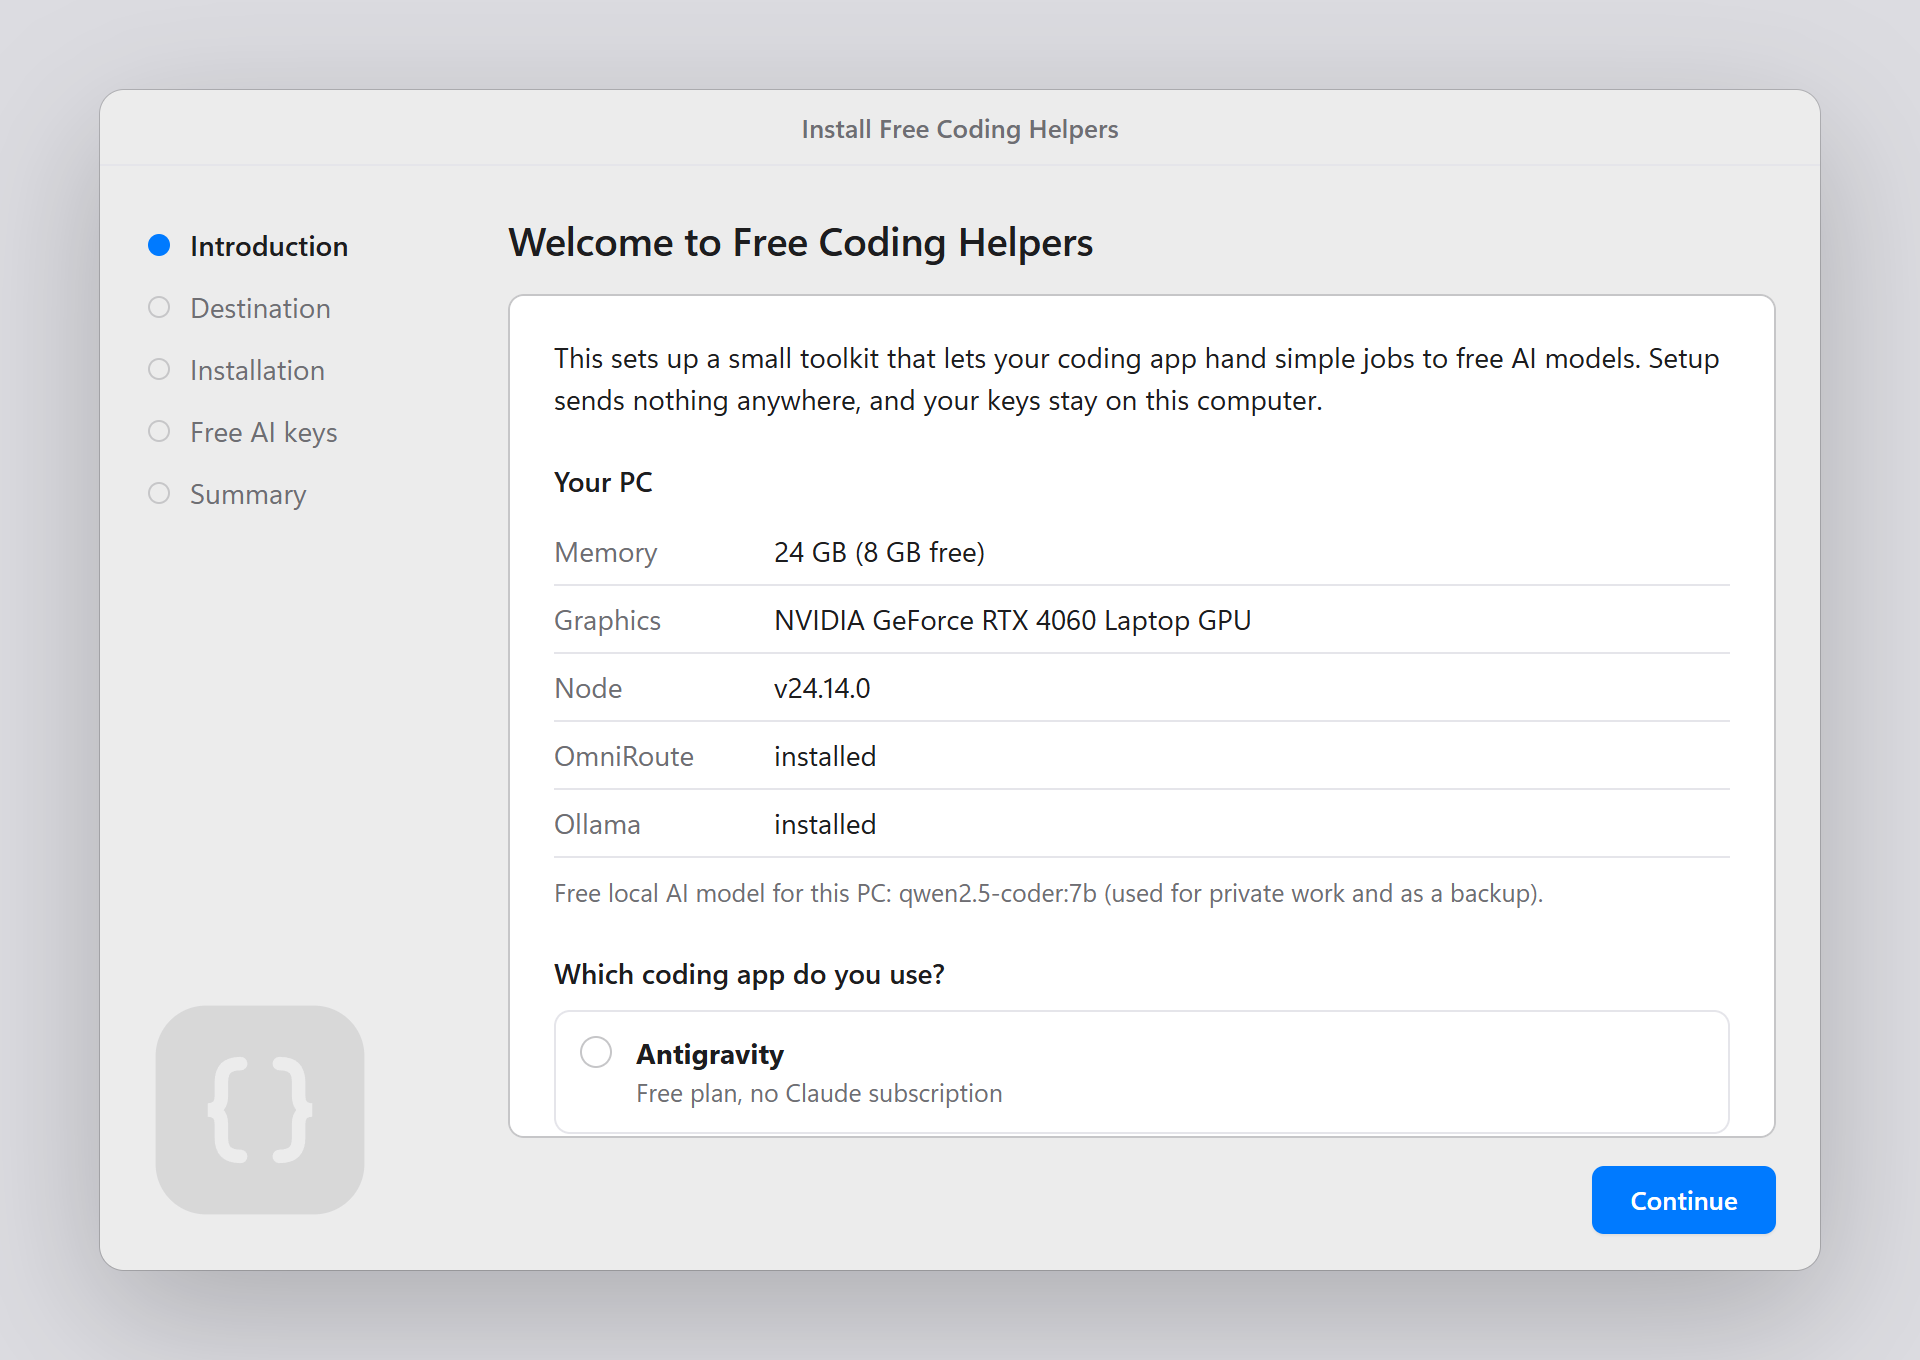 Install Free Coding Helpers
Introduction
Destination
Installation
Free AI keys
Summary
Welcome to Free Coding Helpers
This sets up a small toolkit that lets your coding app hand simple jobs to free AI models. Setup
sends nothing anywhere, and your keys stay on this computer.
Your PC
Memory 24 GB (8 GB free)
Graphics NVIDIA GeForce RTX 4060 Laptop GPU
Node v24.14.0
OmniRoute installed
Ollama installed
Free local AI model for this PC: qwen2.5-coder:7b (used for private work and as a backup).
Which coding app do you use?
Antigravity
Free plan, no Claude subscription
{ }
Continue